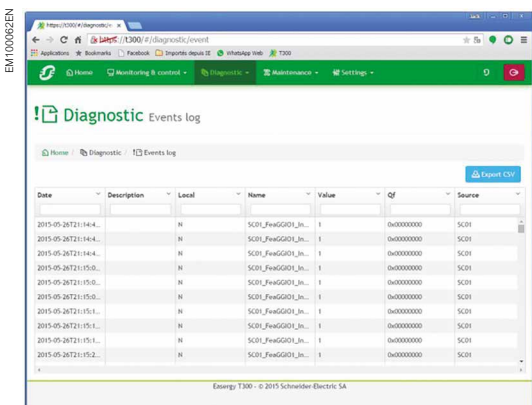 EM100062EN
https://t300/#/diagnostic/e
https://t300/#/diagnostic/event
Applications Bookmarks Facebook Importés depuis IE WhatsApp Web T300
Home Monitoring & control Diagnostic Maintenance Settings
Diagnostic Events log
Home / Diagnostic / Events log
Export CSV
Date Description Local Name Value Qf Source
2015-05-26T21:14:4... N SC01_FeaGGIO1_In... 1 0x00000000 SC01
2015-05-26T21:14:4... N SC01_FeaGGIO1_In... 1 0x00000000 SC01
2015-05-26T21:14:4... N SC01_FeaGGIO1_In... 1 0x00000000 SC01
2015-05-26T21:15:0... N SC01_FeaGGIO1_In... 1 0x00000000 SC01
2015-05-26T21:15:0... N SC01_FeaGGIO1_In... 1 0x00000000 SC01
2015-05-26T21:15:0... N SC01_FeaGGIO1_In... 1 0x00000000 SC01
2015-05-26T21:15:1... N SC01_FeaGGIO1_In... 1 0x00000000 SC01
2015-05-26T21:15:1... N SC01_FeaGGIO1_In... 1 0x00000000 SC01
2015-05-26T21:15:1... N SC01_FeaGGIO1_In... 1 0x00000000 SC01
2015-05-26T21:15:2... N SC01_FeaGGIO1_In... 1 0x00000000 SC01
Easergy T300 - © 2015 Schneider-Electric SA